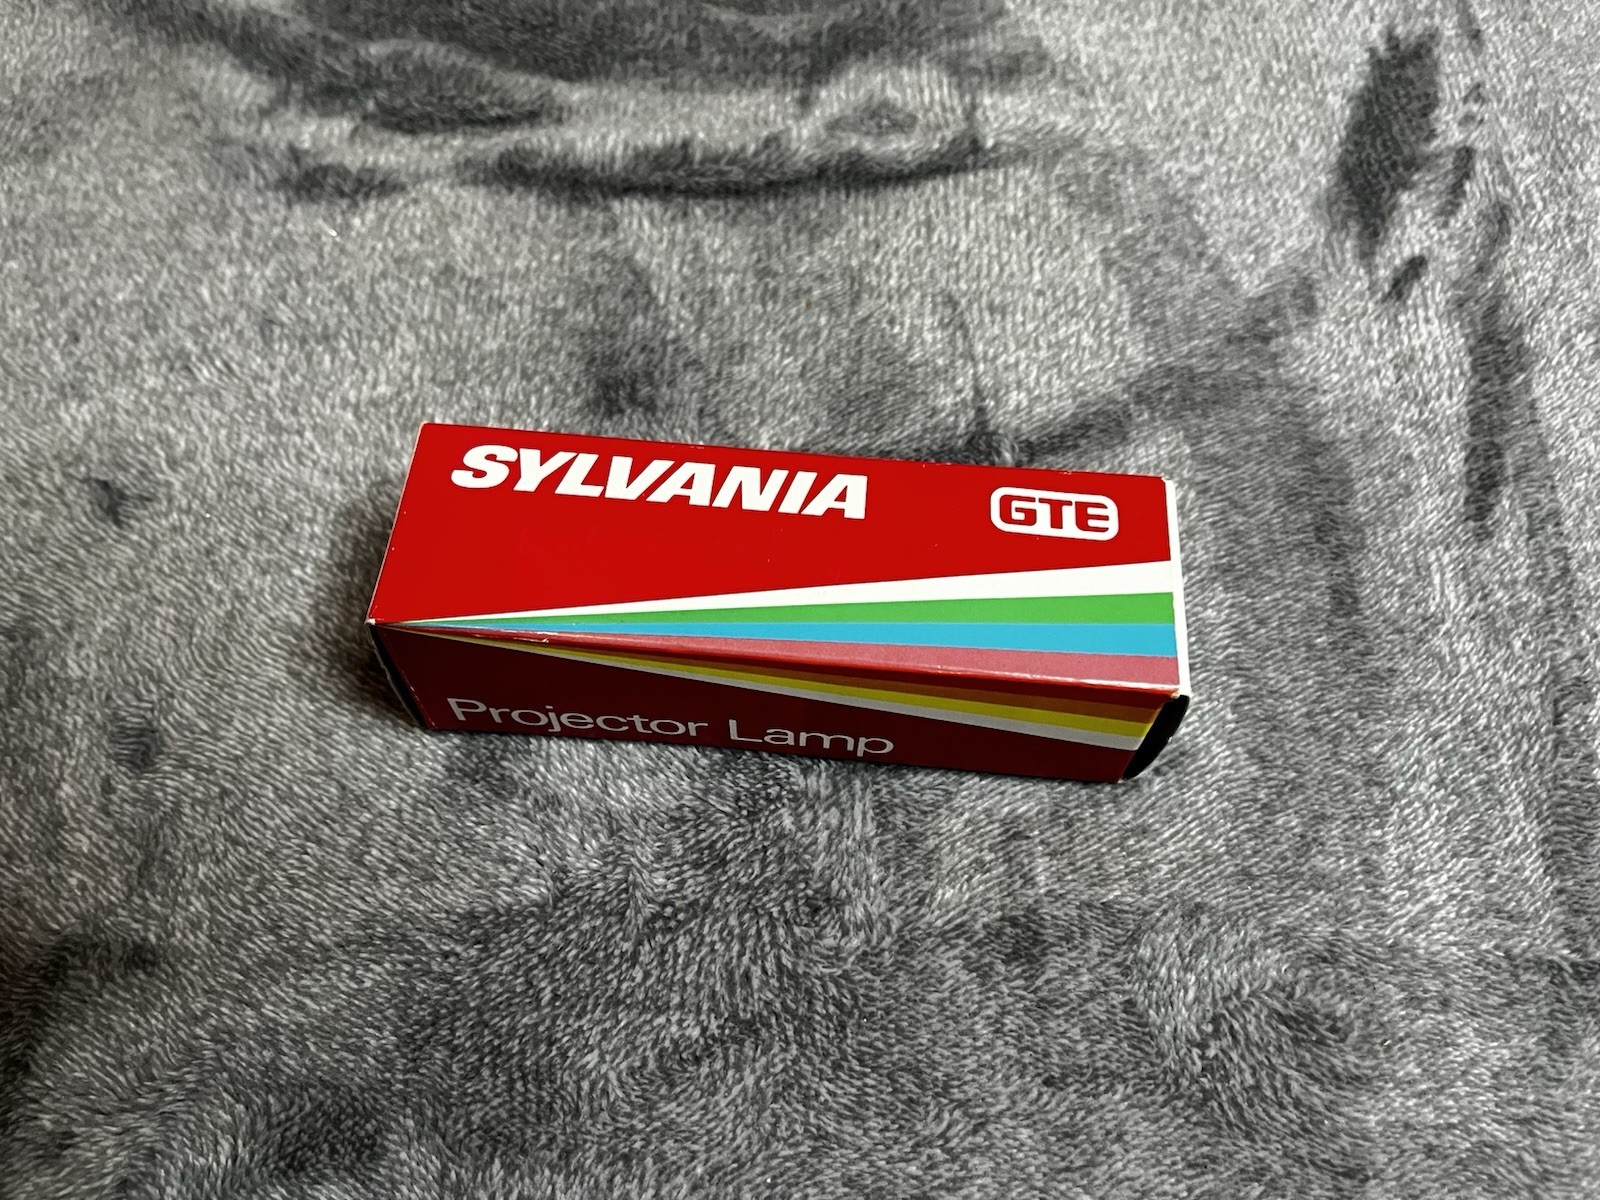 SYLVANIA
GTE
Projector Lamp